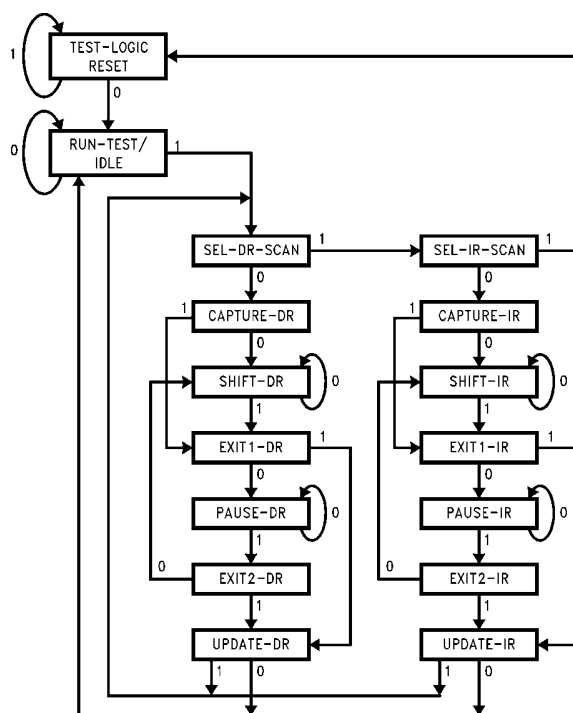 TEST-LOGIC
RESET
1
0
RUN-TEST/
IDLE
0
1
SEL-DR-SCAN
1
SEL-IR-SCAN
1
0
0
1
CAPTURE-DR
1
CAPTURE-IR
0
0
SHIFT-DR
0
SHIFT-IR
0
1
1
EXIT1-DR
1
EXIT1-IR
1
0
0
PAUSE-DR
0
PAUSE-IR
0
1
1
0
EXIT2-DR
0
EXIT2-IR
1
1
UPDATE-DR
UPDATE-IR
1
0
1
0